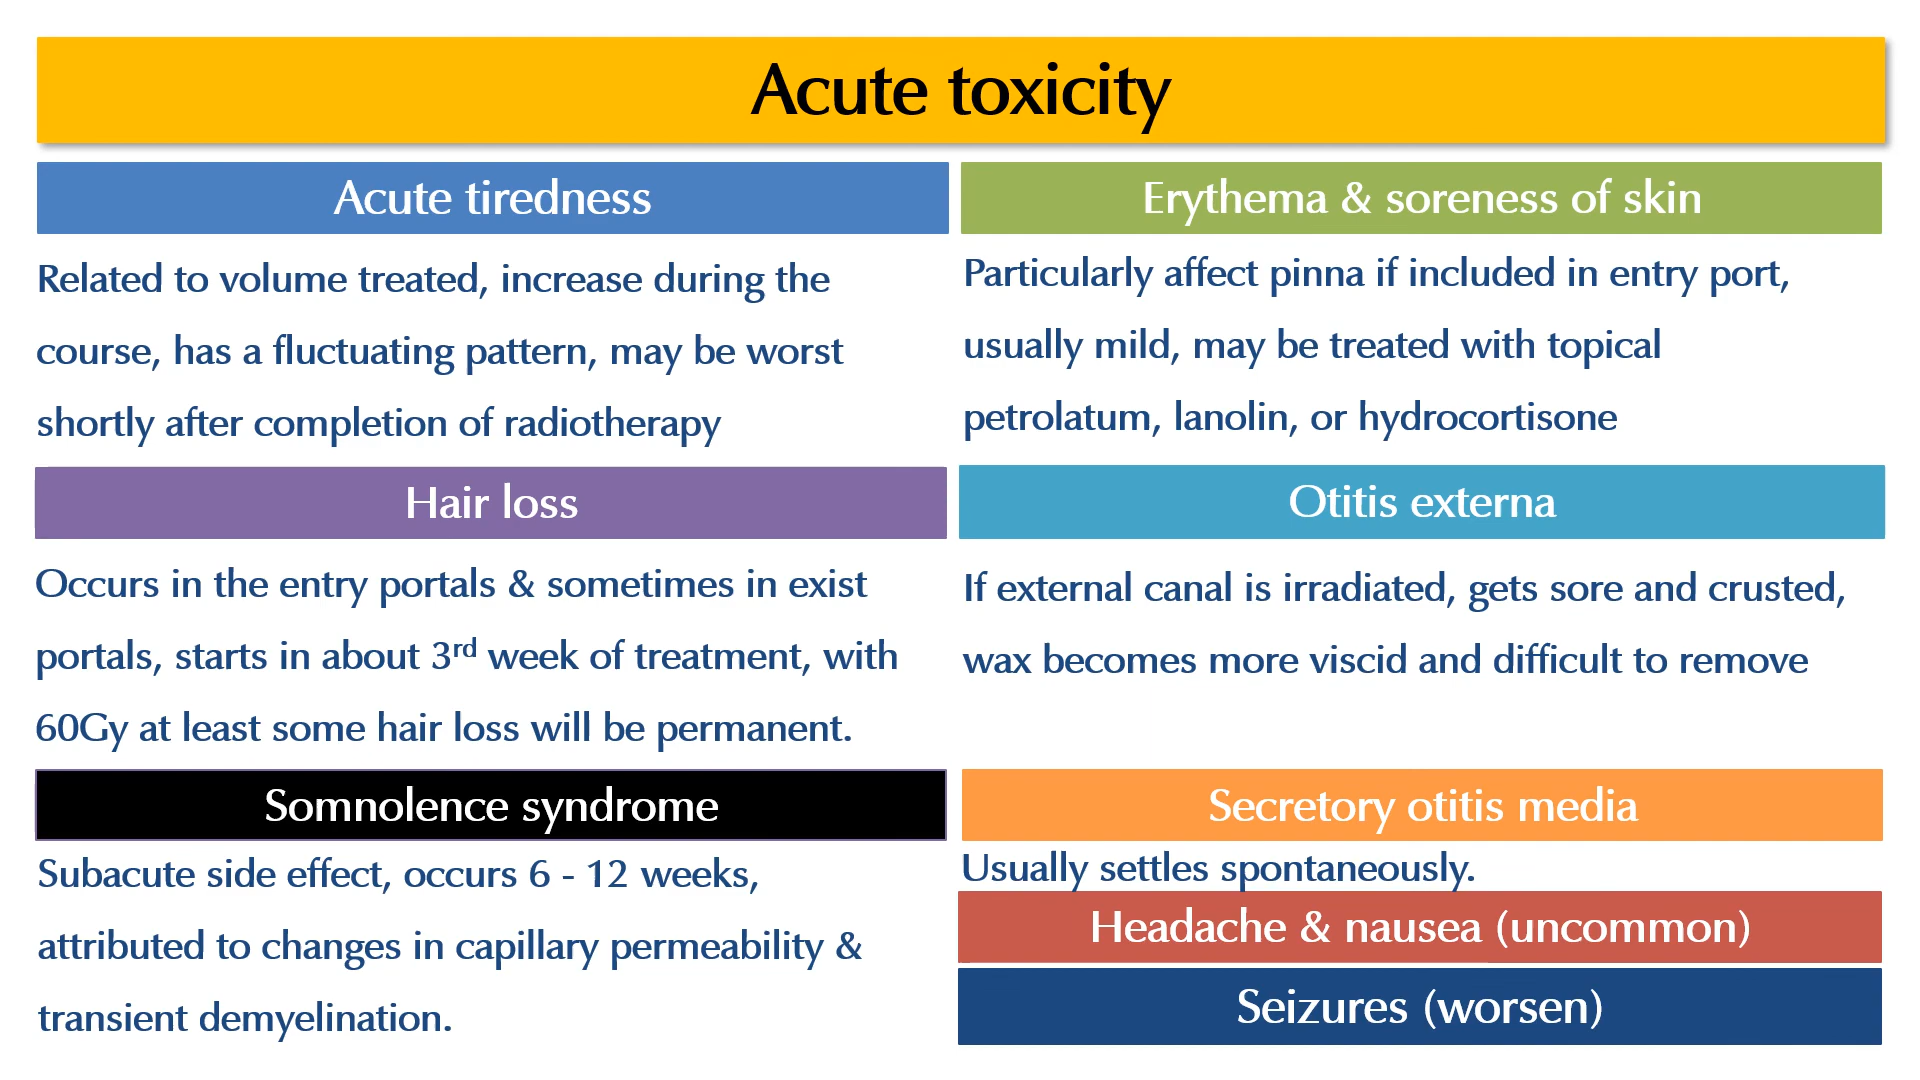 Acute toxicity
Acute tiredness
Related to volume treated, increase during the
course, has a fluctuating pattern, may be worst
shortly after completion of radiotherapy
Erythema & soreness of skin
Particularly affect pinna if included in entry port,
usually mild, may be treated with topical
petrolatum, lanolin, or hydrocortisone
Hair loss
Occurs in the entry portals & sometimes in exist
portals, starts in about 3rd week of treatment, with
60Gy at least some hair loss will be permanent.
Otitis externa
If external canal is irradiated, gets sore and crusted,
wax becomes more viscid and difficult to remove
Somnolence syndrome
Subacute side effect, occurs 6 - 12 weeks,
attributed to changes in capillary permeability &
transient demyelination.
Secretory otitis media
Usually settles spontaneously.
Headache & nausea (uncommon)
Seizures (worsen)